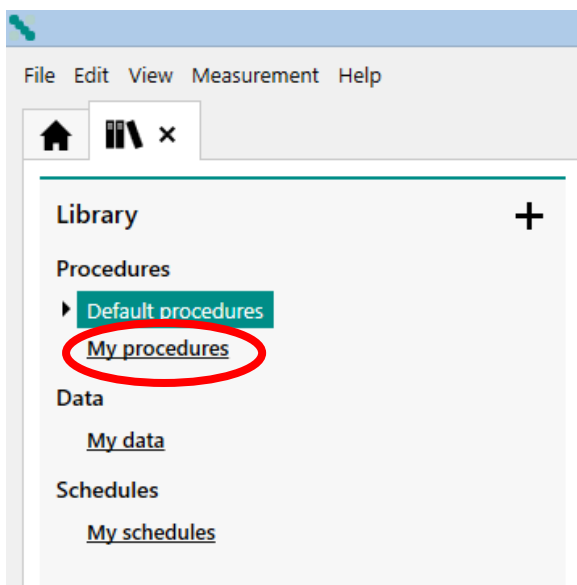 File Edit View Measurement Help
Library
Procedures
Default procedures
My procedures
Data
My data
Schedules
My schedules